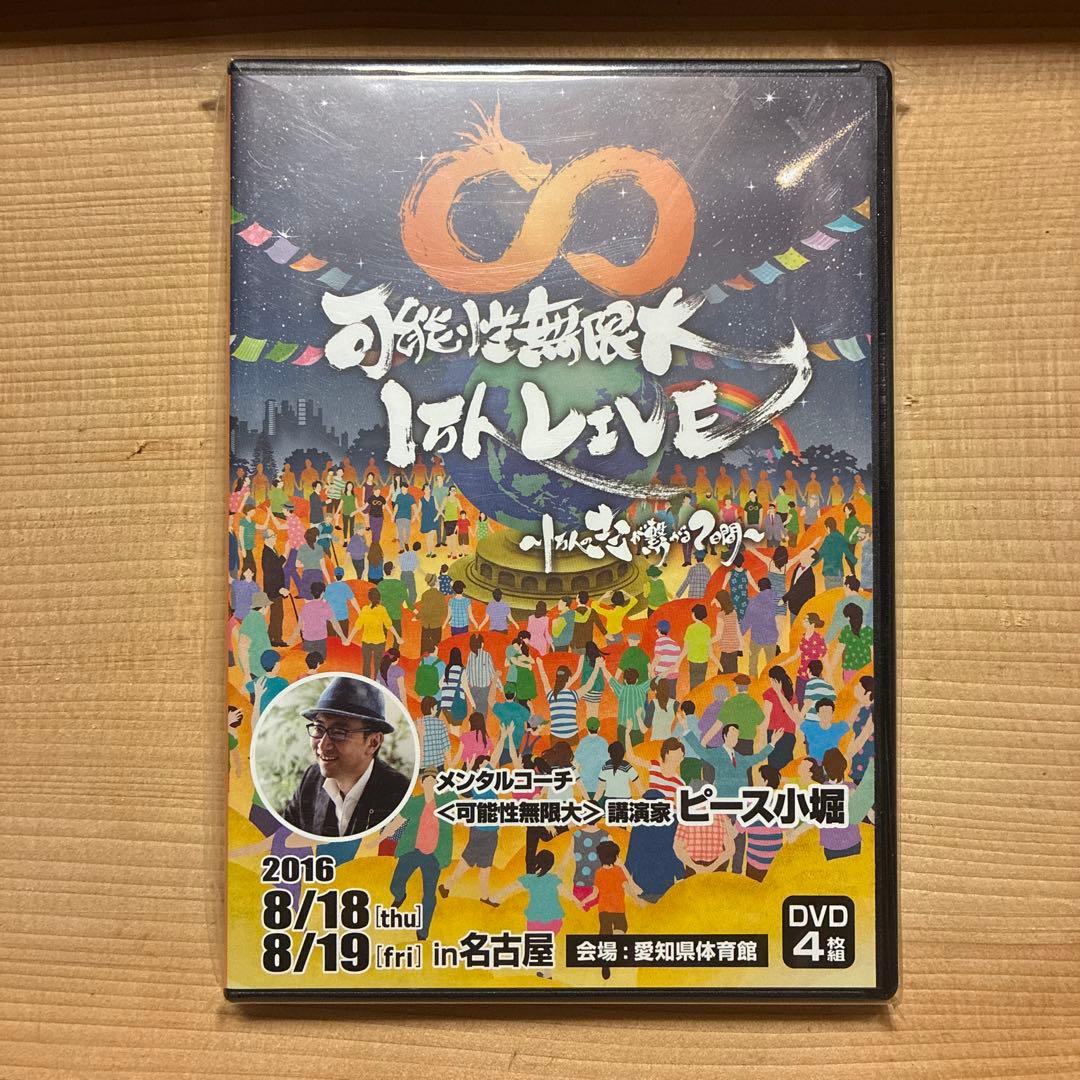 可能性無限大
1万人LIVE
～1万人の志が繋がる2日間～
メンタルコーチ
＜可能性無限大＞講演家 ピース小堀
2016
8/18[thu]
8/19[fri] in名古屋 会場：愛知県体育館
DVD
4枚組